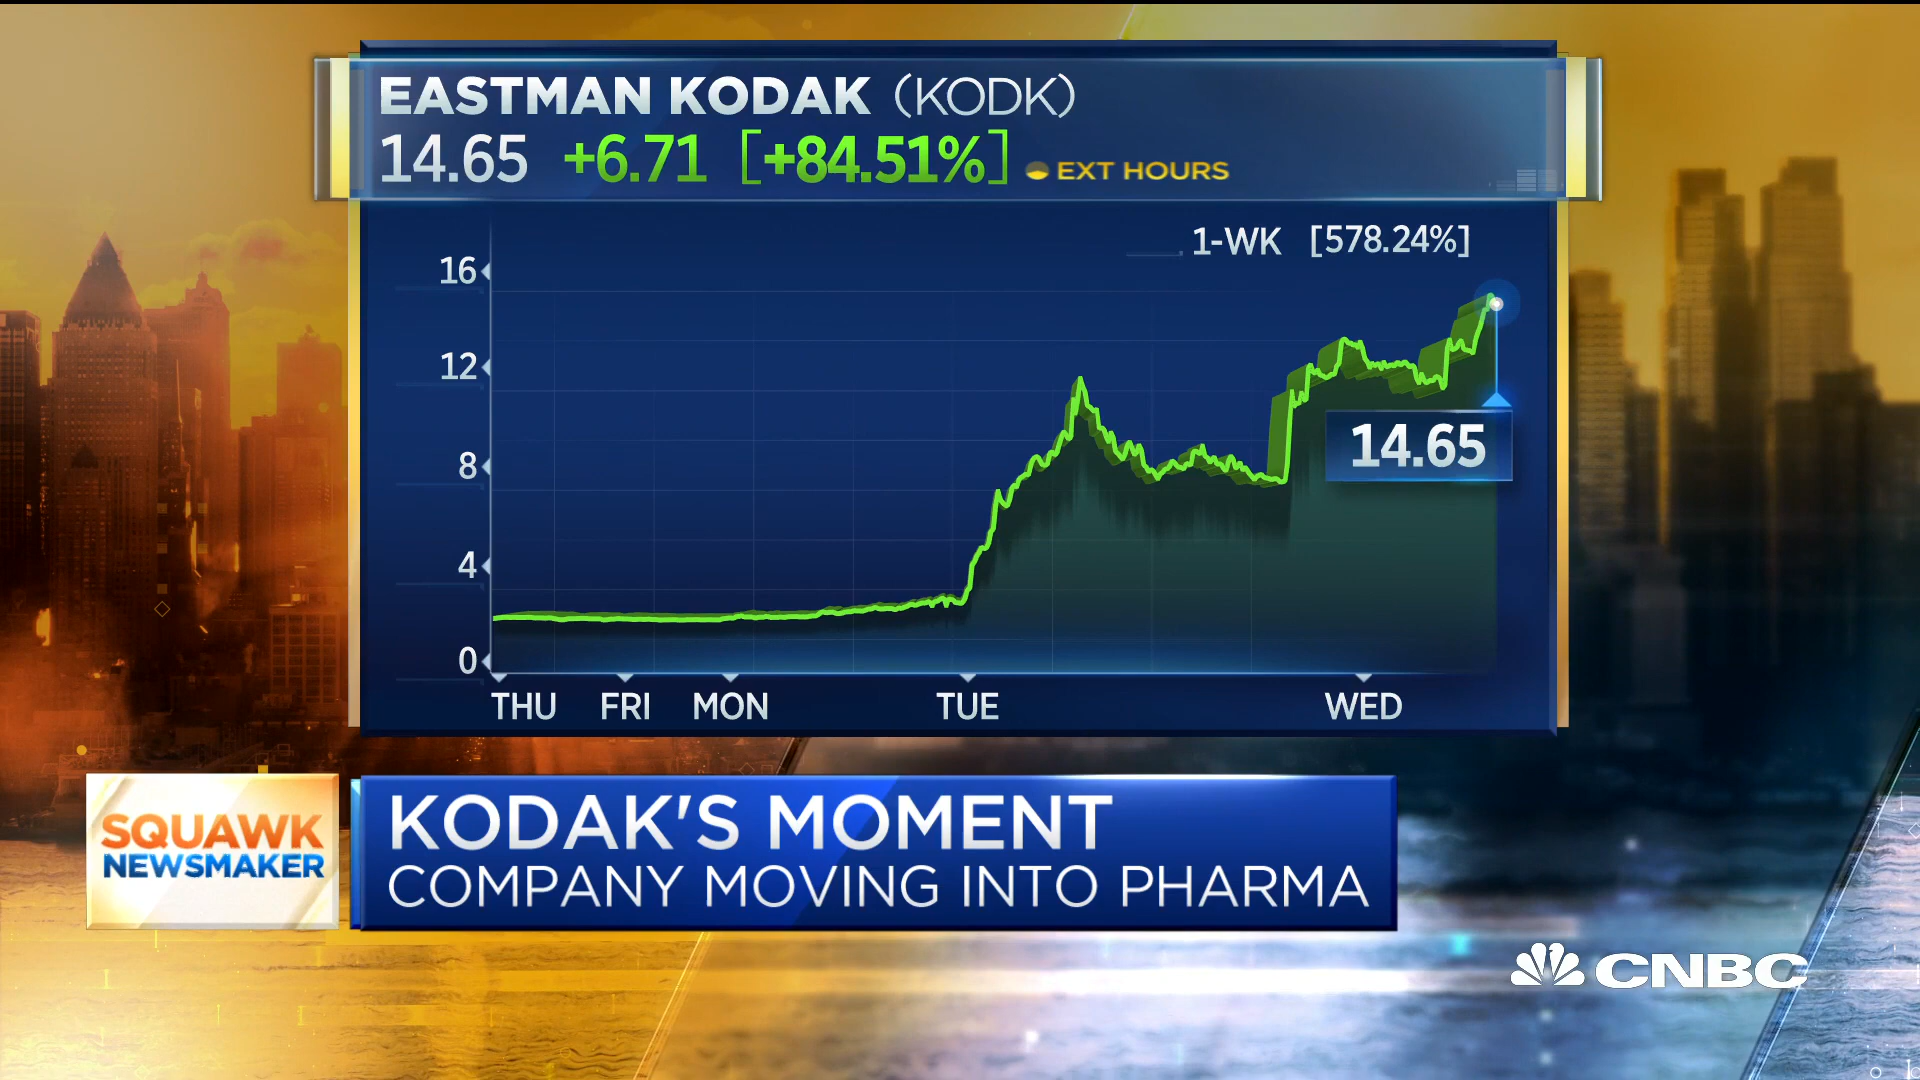 EASTMAN KODAK (KODK)
14.65 +6.71 [+84.51%] EXT HOURS
1-WK [578.24%]
16
12
8
4
0
14.65
THU FRI MON TUE WED
SQUAWK
NEWSMAKER
KODAK'S MOMENT
COMPANY MOVING INTO PHARMA
CNBC